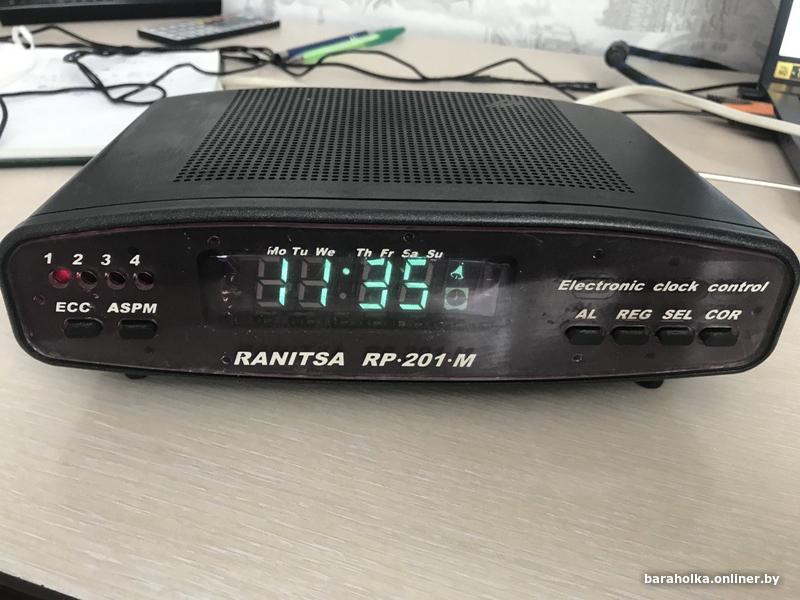 1 2 3 4
Mo Tu We Th Fr Sa Su
11:35
Electronic clock control
ECC ASPM
AL REG SEL COR
RANITSA RP·201·M
baraholka.onliner.by